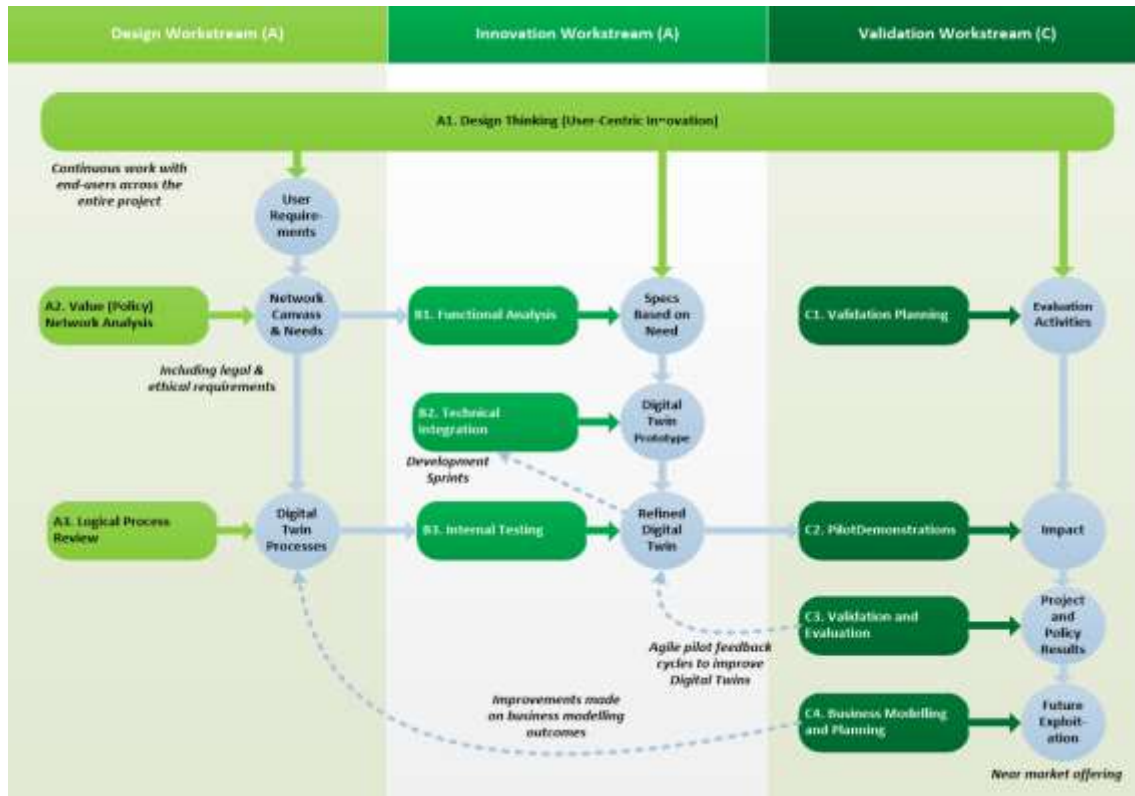 Design Workstream (A)
Innovation Workstream (A)
Validation Workstream (C)
A1. Design Thinking (User-Centric Innovation)
Continuous work with
end-users across the
entire project
User
Require-
ments
A2. Value (Policy)
Network Analysis
Network
Canvass
& Needs
B1. Functional Analysis
Specs
Based on
Need
C1. Validation Planning
Evaluation
Activities
Including legal &
ethical requirements
B2. Technical
Integration
Digital
Twin
Prototype
Development
Sprints
A3. Logical Process
Review
Digital
Twin
Processes
B3. Internal Testing
Refined
Digital
Twin
C2. PilotDemonstrations
Impact
C3. Validation and
Evaluation
Project
and
Policy
Results
Agile pilot feedback
cycles to improve
Digital Twins
Improvements made
on business modelling
outcomes
C4. Business Modelling
and Planning
Future
Exploit-
ation
Near market offering